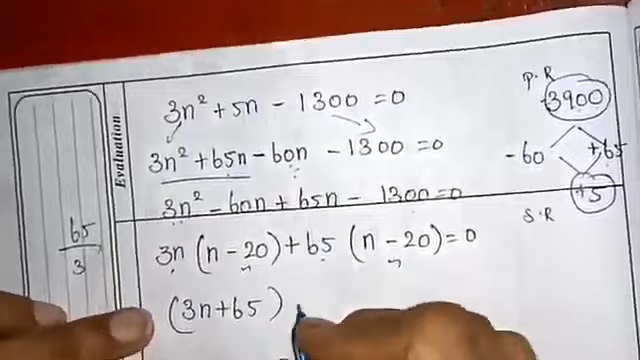 Evaluation
3n² + 5n - 1300 = 0
3n² + 65n - 60n - 1300 = 0
3n² - 60n + 65n - 1300 = 0
3n (n - 20) + 65 (n - 20) = 0
(3n + 65)
P.R
-3900
-60 +65
+5
S.R
65
3